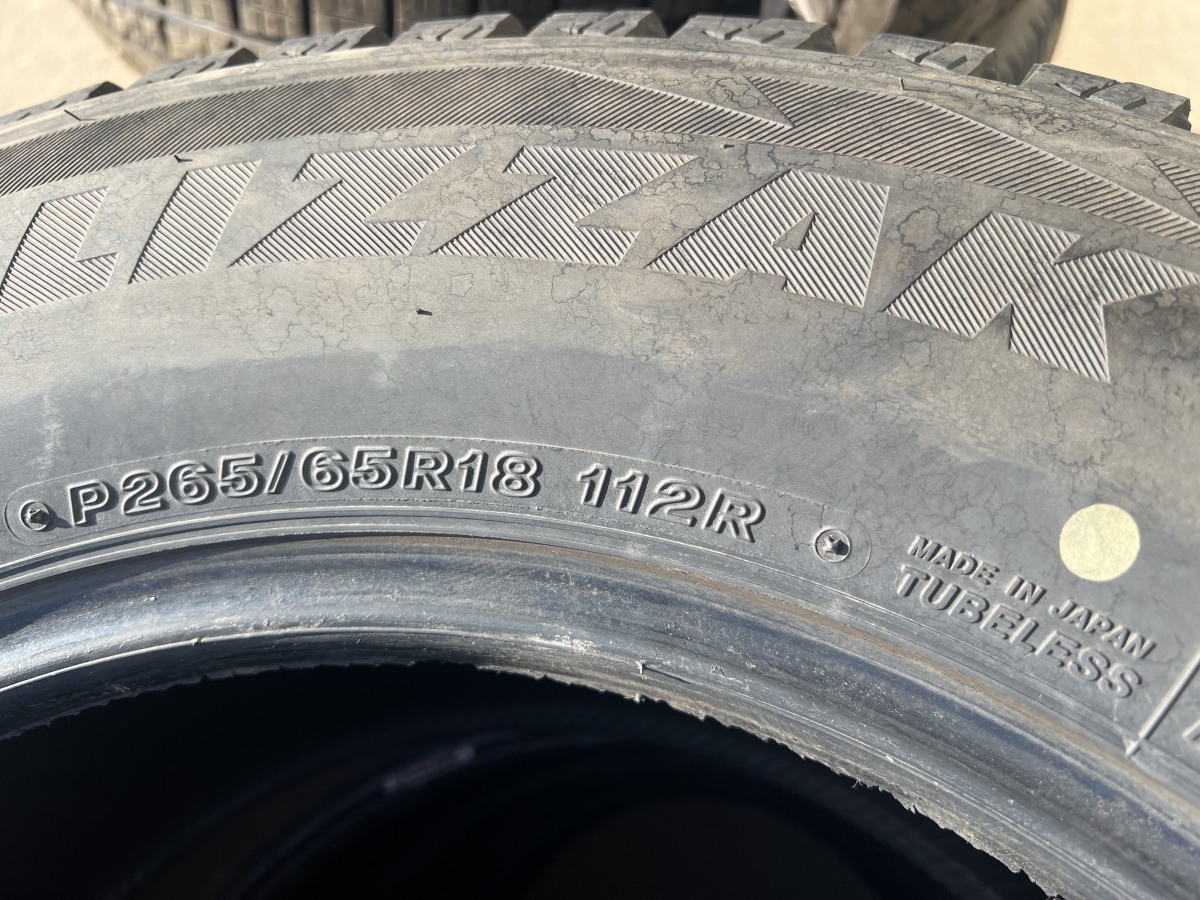 LIZZAK
P265/65R18 112R
MADE IN JAPAN
TUBELESS